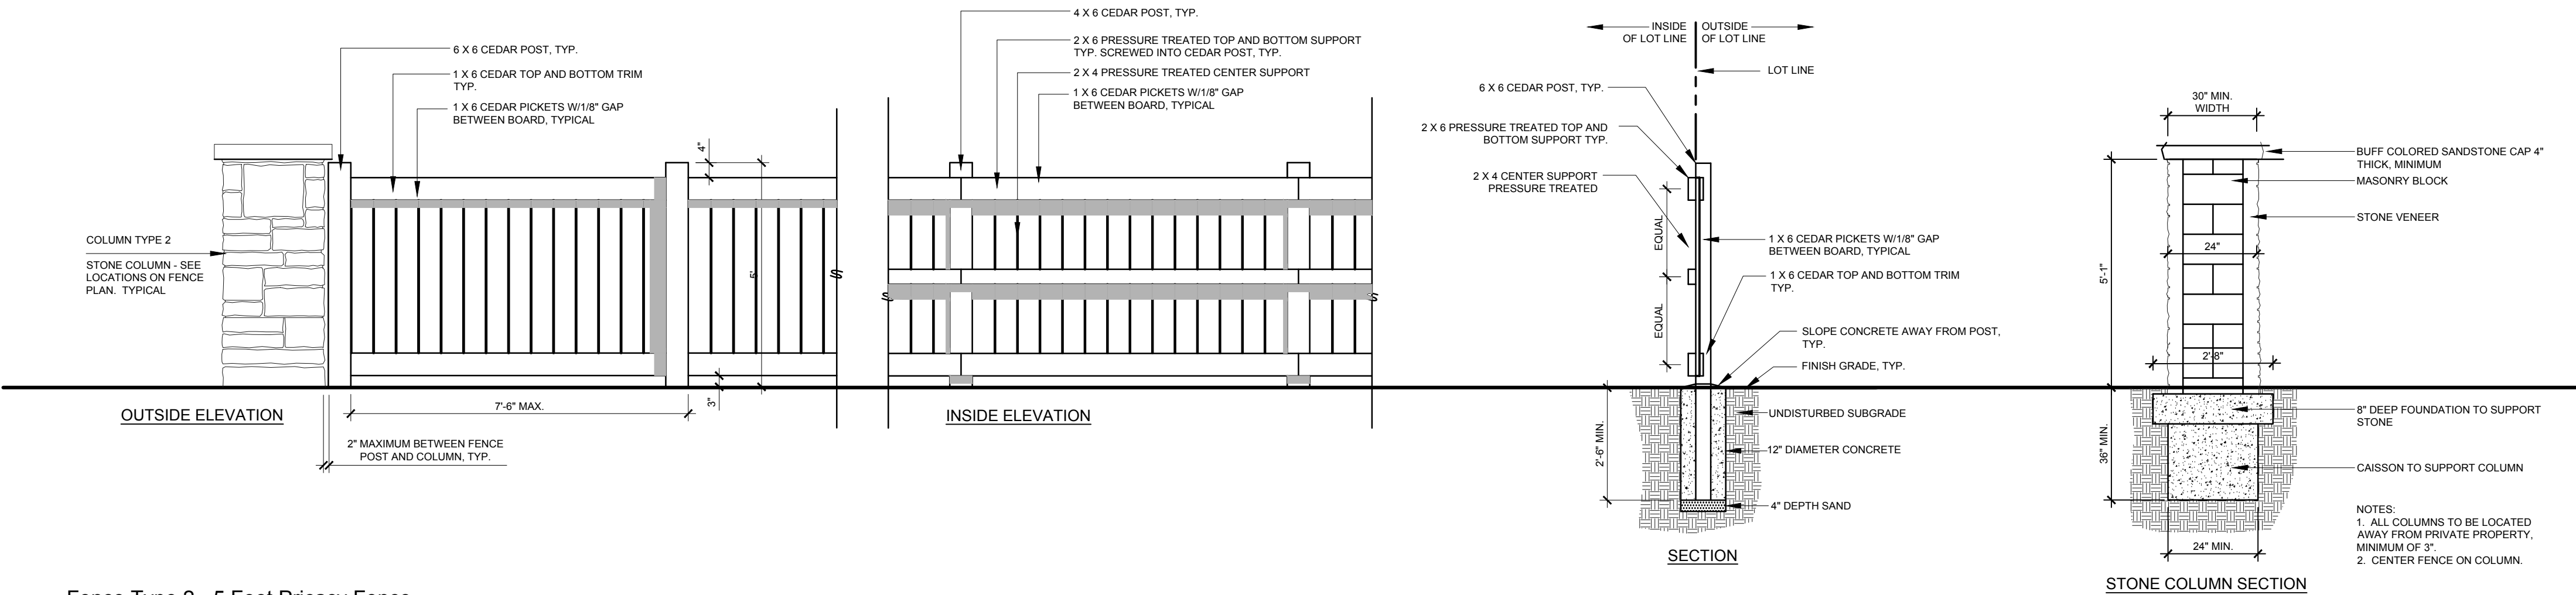 6 X 6 CEDAR POST, TYP.
1 X 6 CEDAR TOP AND BOTTOM TRIM
TYP.
1 X 6 CEDAR PICKETS W/1/8" GAP
BETWEEN BOARD, TYPICAL
COLUMN TYPE 2
STONE COLUMN - SEE
LOCATIONS ON FENCE
PLAN. TYPICAL
4"
5'
3"
7'-6" MAX.
OUTSIDE ELEVATION
2" MAXIMUM BETWEEN FENCE
POST AND COLUMN, TYP.
4 X 6 CEDAR POST, TYP.
2 X 6 PRESSURE TREATED TOP AND BOTTOM SUPPORT
TYP. SCREWED INTO CEDAR POST, TYP.
2 X 4 PRESSURE TREATED CENTER SUPPORT
1 X 6 CEDAR PICKETS W/1/8" GAP
BETWEEN BOARD, TYPICAL
INSIDE ELEVATION
INSIDE
OF LOT LINE
OUTSIDE
OF LOT LINE
LOT LINE
6 X 6 CEDAR POST, TYP.
2 X 6 PRESSURE TREATED TOP AND
BOTTOM SUPPORT TYP.
2 X 4 CENTER SUPPORT
PRESSURE TREATED
EQUAL
EQUAL
1 X 6 CEDAR PICKETS W/1/8" GAP
BETWEEN BOARD, TYPICAL
1 X 6 CEDAR TOP AND BOTTOM TRIM
TYP.
SLOPE CONCRETE AWAY FROM POST,
TYP.
FINISH GRADE, TYP.
UNDISTURBED SUBGRADE
2'-6" MIN.
12" DIAMETER CONCRETE
4" DEPTH SAND
SECTION
30" MIN.
WIDTH
BUFF COLORED SANDSTONE CAP 4"
THICK, MINIMUM
MASONRY BLOCK
STONE VENEER
24"
5'-1"
2'-8"
8" DEEP FOUNDATION TO SUPPORT
STONE
36" MIN.
CAISSON TO SUPPORT COLUMN
24" MIN.
NOTES:
1. ALL COLUMNS TO BE LOCATED
AWAY FROM PRIVATE PROPERTY,
MINIMUM OF 3".
2. CENTER FENCE ON COLUMN.
STONE COLUMN SECTION
Fence Type 2 - 5 Foot Privacy Fence